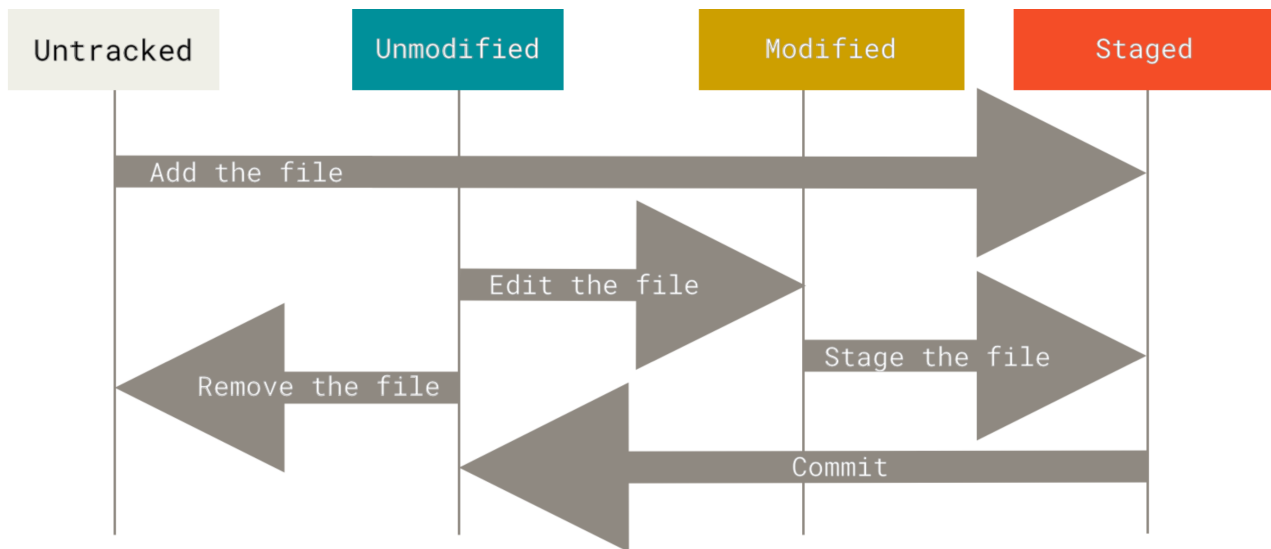 Untracked
Unmodified
Modified
Staged
Add the file
Edit the file
Stage the file
Remove the file
Commit